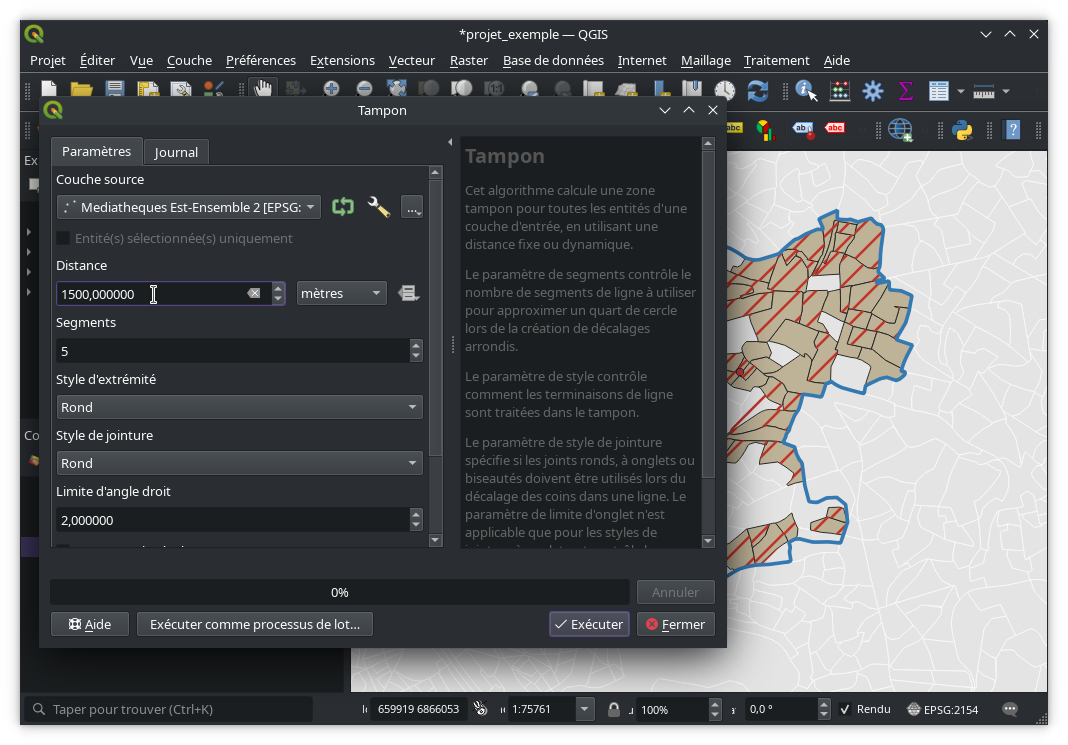 *projet_exemple — QGIS
Projet Éditer Vue Couche Préférences Extensions Vecteur Raster Base de données Internet Maillage Traitement Aide
Tampon
abc
ab
abc
Ex
Paramètres
Journal
Couche source
Mediatheques Est-Ensemble 2 [EPSG:
...
Entité(s) sélectionnée(s) uniquement
Distance
1500,000000
mètres
Segments
5
Style d'extrémité
Rond
Style de jointure
Rond
Limite d'angle droit
2,000000
Co
Tampon
Cet algorithme calcule une zone
tampon pour toutes les entités d'une
couche d'entrée, en utilisant une
distance fixe ou dynamique.
Le paramètre de segments contrôle le
nombre de segments de ligne à utiliser
pour approximer un quart de cercle
lors de la création de décalages
arrondis.
Le paramètre de style contrôle
comment les terminaisons de ligne
sont traitées dans le tampon.
Le paramètre de style de jointure
spécifie si les joints ronds, à onglets ou
biseautés doivent être utilisés lors du
décalage des coins dans une ligne. Le
paramètre de limite d'onglet n'est
applicable que pour les styles de
0%
Annuler
Aide
Exécuter comme processus de lot...
Exécuter
Fermer
Taper pour trouver (Ctrl+K)
659919 6866053
1:75761
100%
0,0 °
Rendu
EPSG:2154